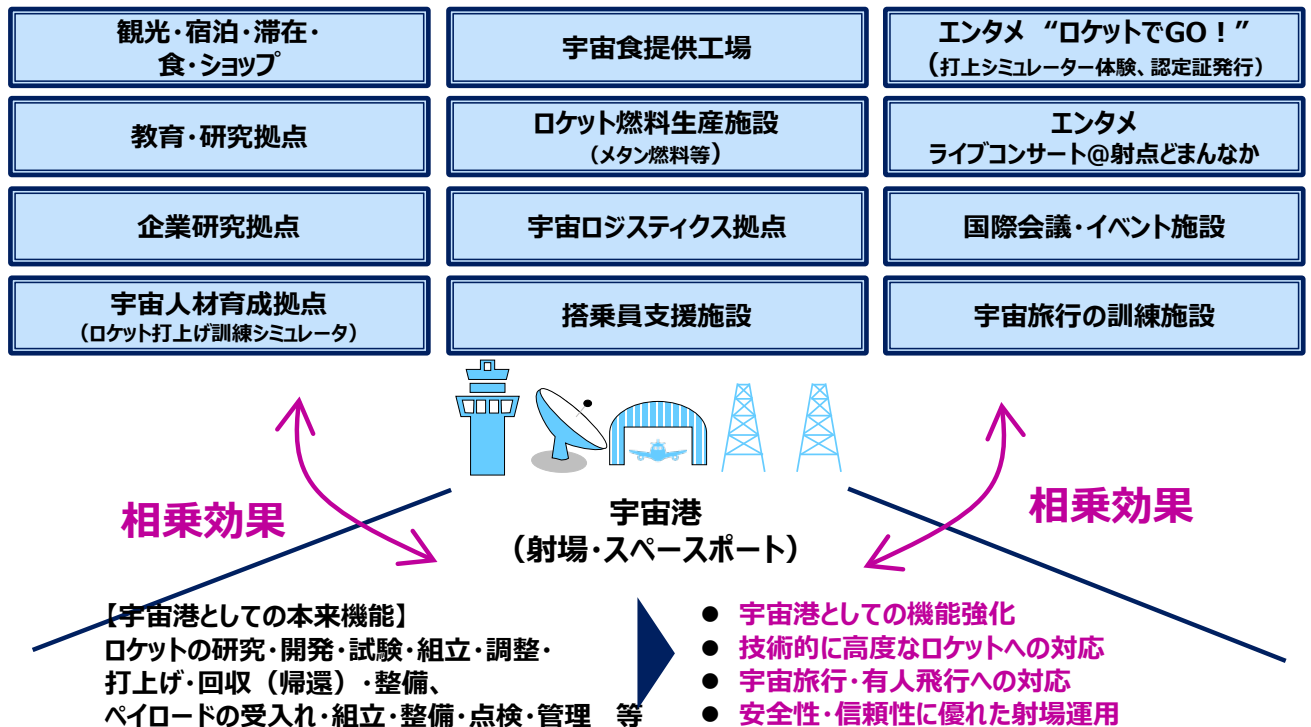 観光・宿泊・滞在・
食・ショップ
宇宙食提供工場
エンタメ “ロケットでGO！”
（打上シミュレーター体験、認定証発行）
教育・研究拠点
ロケット燃料生産施設
（メタン燃料等）
エンタメ
ライブコンサート@射点どまんなか
企業研究拠点
宇宙ロジスティクス拠点
国際会議・イベント施設
宇宙人材育成拠点
（ロケット打上げ訓練シミュレータ）
搭乗員支援施設
宇宙旅行の訓練施設
相乗効果
宇宙港
（射場・スペースポート）
相乗効果
【宇宙港としての本来機能】
ロケットの研究・開発・試験・組立・調整・
打上げ・回収（帰還）・整備、
ペイロードの受入れ・組立・整備・点検・管理　等
● 宇宙港としての機能強化
● 技術的に高度なロケットへの対応
● 宇宙旅行・有人飛行への対応
● 安全性・信頼性に優れた射場運用